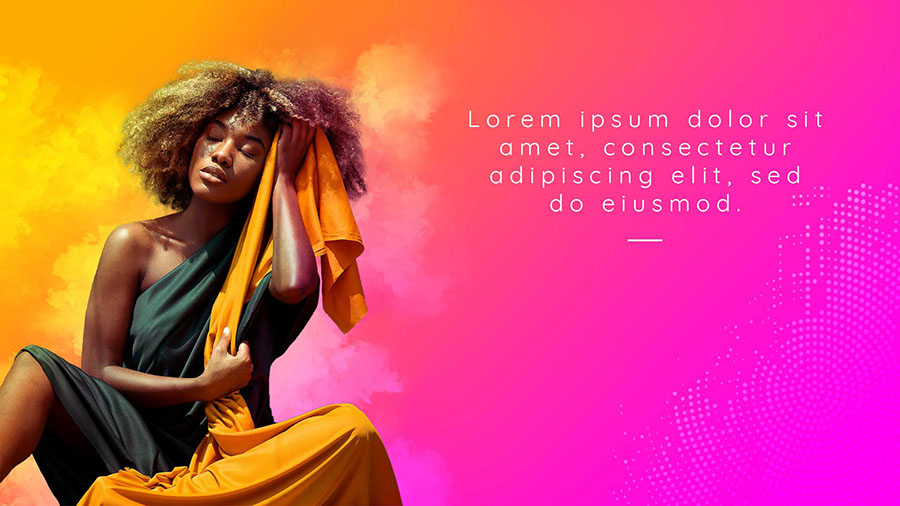 Lorem ipsum dolor sit
amet, consectetur
adipiscing elit, sed
do eiusmod.